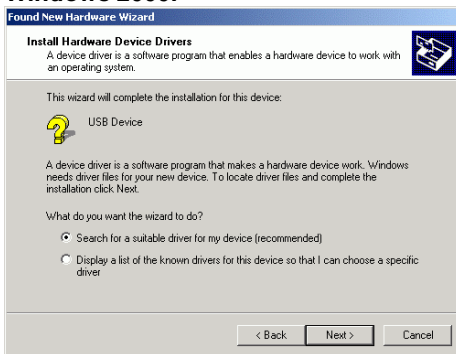 Found New Hardware Wizard
Install Hardware Device Drivers
A device driver is a software program that enables a hardware device to work with
an operating system.
This wizard will complete the installation for this device:
USB Device
A device driver is a software program that makes a hardware device work. Windows
needs driver files for your new device. To locate driver files and complete the
installation click Next.
What do you want the wizard to do?
Search for a suitable driver for my device (recommended)
Display a list of the known drivers for this device so that I can choose a specific
driver
< Back
Next >
Cancel